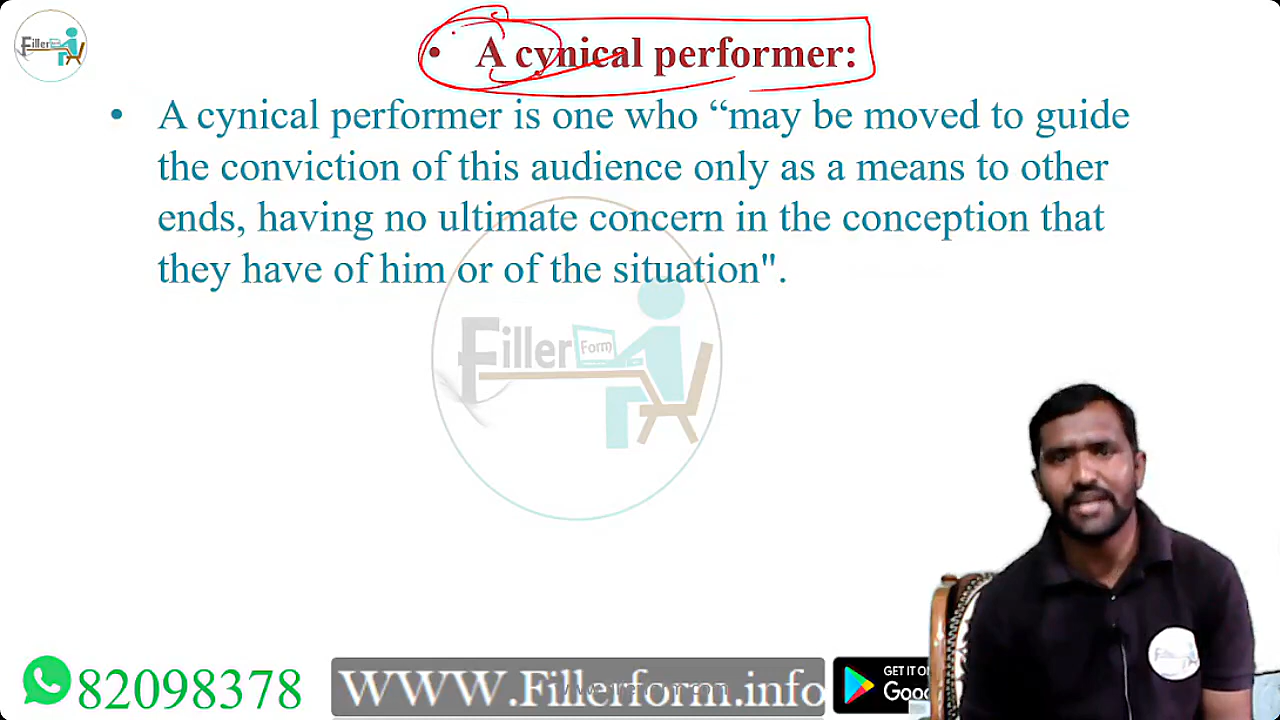 Filler
• A cynical performer:
• A cynical performer is one who “may be moved to guide
the conviction of this audience only as a means to other
ends, having no ultimate concern in the conception that
they have of him or of the situation".
Filler Form
82098378
www.Fillerform.info
GET IT ON
Goo